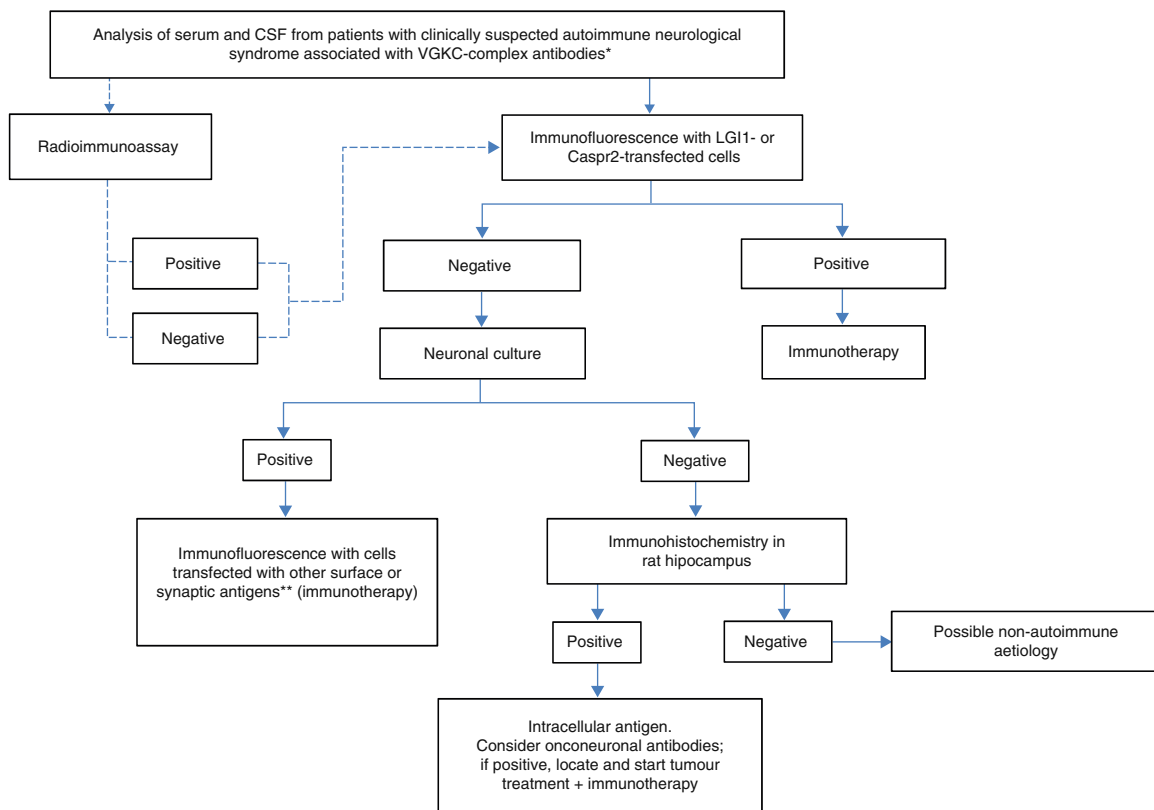 Analysis of serum and CSF from patients with clinically suspected autoimmune neurological
syndrome associated with VGKC-complex antibodies*
Radioimmunoassay
Immunofluorescence with LGI1- or
Caspr2-transfected cells
Positive
Negative
Negative
Positive
Neuronal culture
Immunotherapy
Positive
Negative
Immunofluorescence with cells
transfected with other surface or
synaptic antigens** (immunotherapy)
Immunohistochemistry in
rat hipocampus
Positive
Negative
Possible non-autoimmune
aetiology
Intracellular antigen.
Consider onconeuronal antibodies;
if positive, locate and start tumour
treatment + immunotherapy